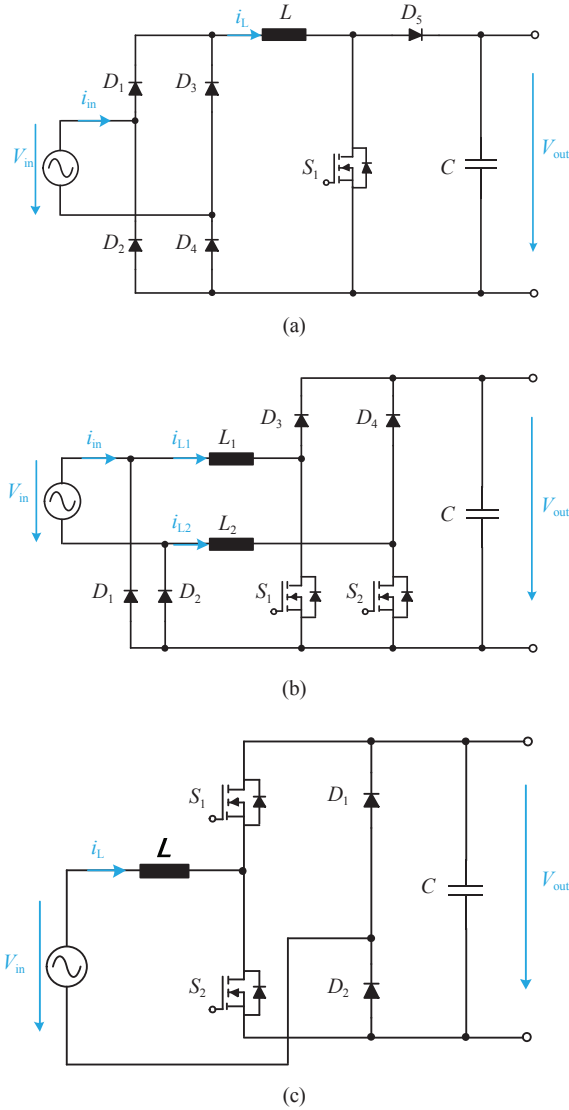 i_L L D_5
D_1 D_3
i_in
V_in S_1 C V_out
D_2 D_4
(a)
D_3 D_4
i_in i_L1 L_1
V_in C V_out
i_L2 L_2
D_1 D_2 S_1 S_2
(b)
S_1 D_1
i_L L
C V_out
V_in
S_2 D_2
(c)